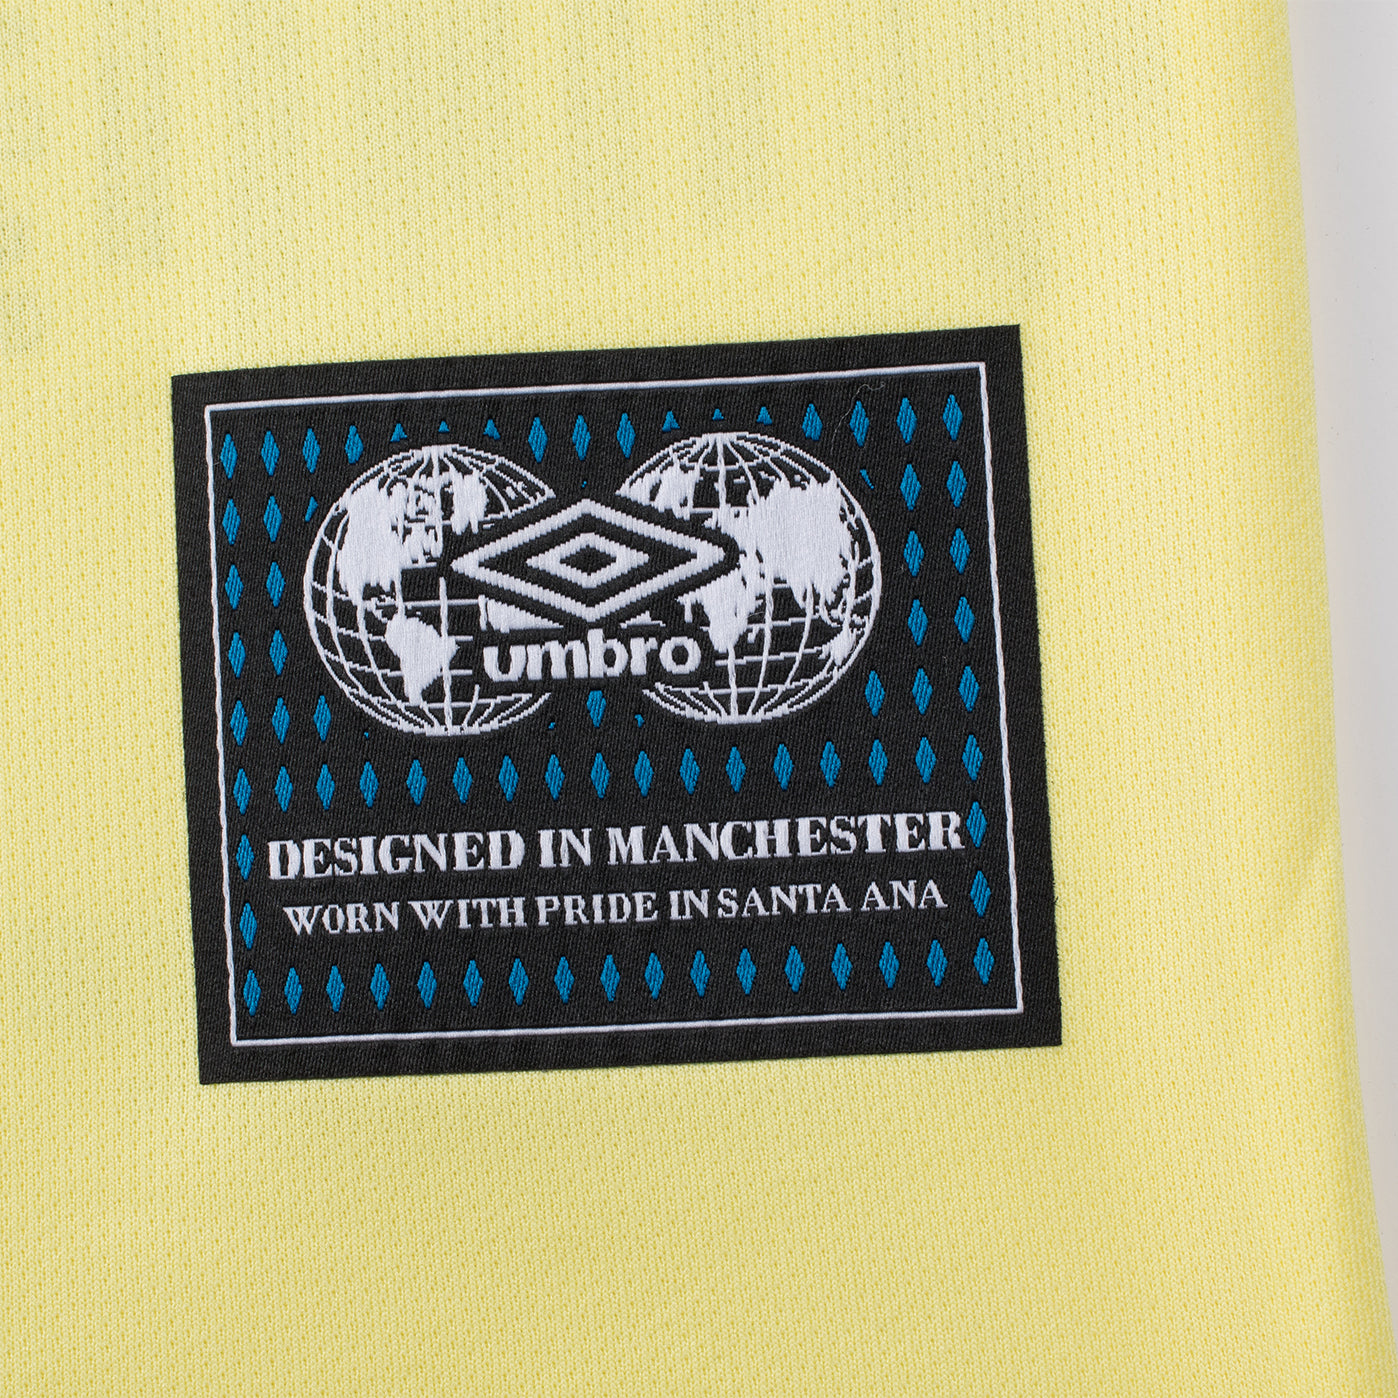 umbro
DESIGNED IN MANCHESTER
WORN WITH PRIDE IN SANTA ANA